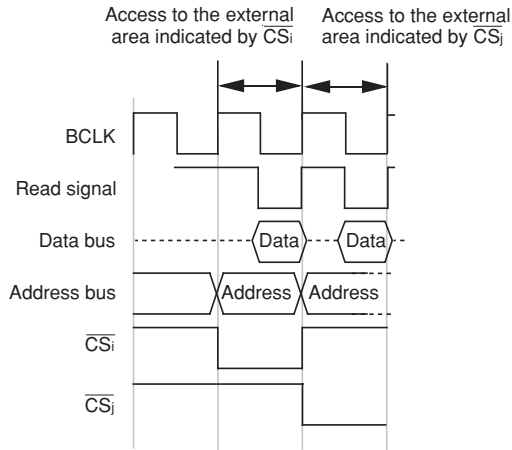 Access to the external
area indicated by CSi
Access to the external
area indicated by CSj
BCLK
Read signal
Data bus
Data
Data
Address bus
Address
Address
CSi
CSj